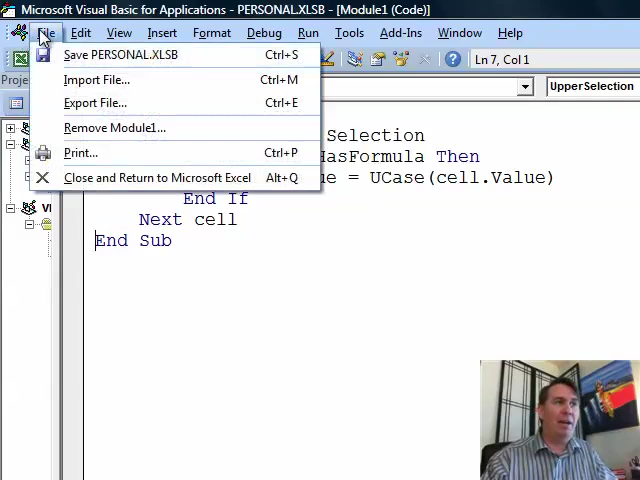 Microsoft Visual Basic for Applications - PERSONAL.XLSB - [Module1 (Code)]
File Edit View Insert Format Debug Run Tools Add-Ins Window Help
Save PERSONAL.XLSB Ctrl+S
Import File... Ctrl+M
Export File... Ctrl+E
Remove Module1...
Print... Ctrl+P
Close and Return to Microsoft Excel Alt+Q
Ln 7, Col 1
Proje
UpperSelection
Selection
HasFormula Then
ue = UCase(cell.Value)
End If
Next cell
End Sub